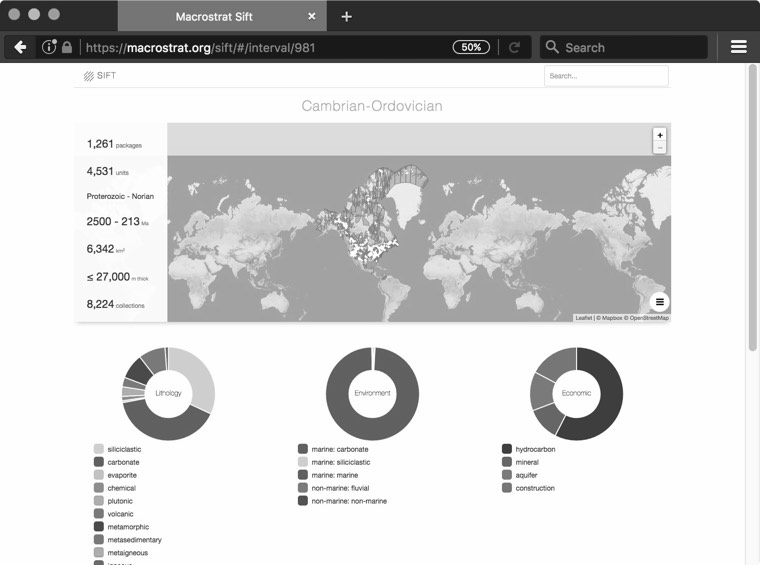 Macrostrat Sift
https://macrostrat.org/sift/#/interval/981
50%
Search
SIFT
Search...
Cambrian-Ordovician
1,261 packages
4,531 units
Proterozoic - Norian
2500 - 213 Ma
6,342 km²
≤ 27,000 m thick
8,224 collections
+
−
Leaflet | © Mapbox © OpenStreetMap
Lithology
Environment
Economic
siliciclastic
carbonate
evaporite
chemical
plutonic
volcanic
metamorphic
metasedimentary
metaigneous
marine: carbonate
marine: siliciclastic
marine: marine
non-marine: fluvial
non-marine: non-marine
hydrocarbon
mineral
aquifer
construction